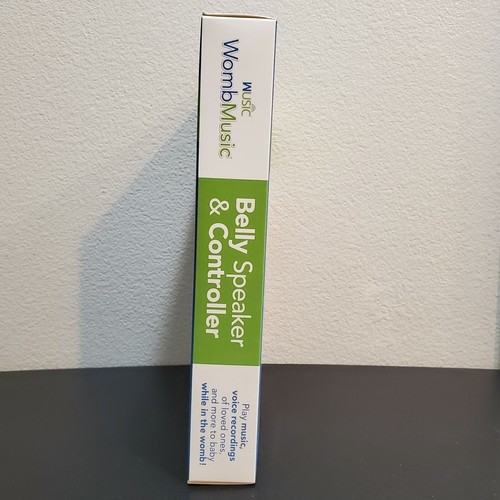 WUSIC
WombMusic
Belly Speaker
& Controller
Play music,
voice recordings
of loved ones,
and more to baby
while in the womb!